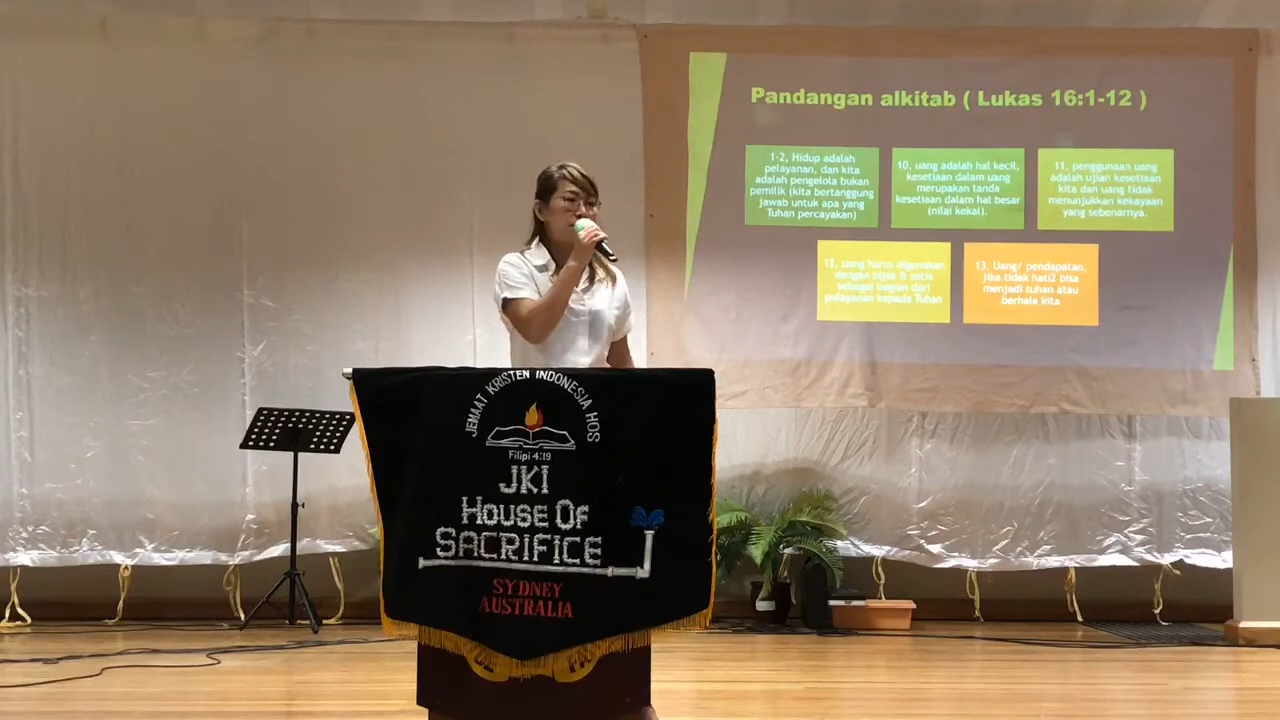 Pandangan alkitab ( Lukas 16:1-12 )
1-2, Hidup adalah
pelayanan, dan kita
adalah pengelola bukan
pemilik (kita bertanggung
jawab untuk apa yang
Tuhan percayakan)
10, uang adalah hal kecil,
kesetiaan dalam uang
merupakan tanda
kesetiaan dalam hal besar
(nilai kekal).
11, penggunaan uang
adalah ujian kesetiaan
kita dan uang tidak
menunjukkan kekayaan
yang sebenarnya.
12, uang harus digunakan
dengan bijak & setia
sebagai bagian dari
pelayanan kepada Tuhan
13. Uang/ pendapatan,
jika tidak hati2 bisa
menjadi tuhan atau
berhala kita
JEMAAT KRISTEN INDONESIA HOS
Filipi 4:19
JKI
House Of
Sacrifice
SYDNEY
AUSTRALIA